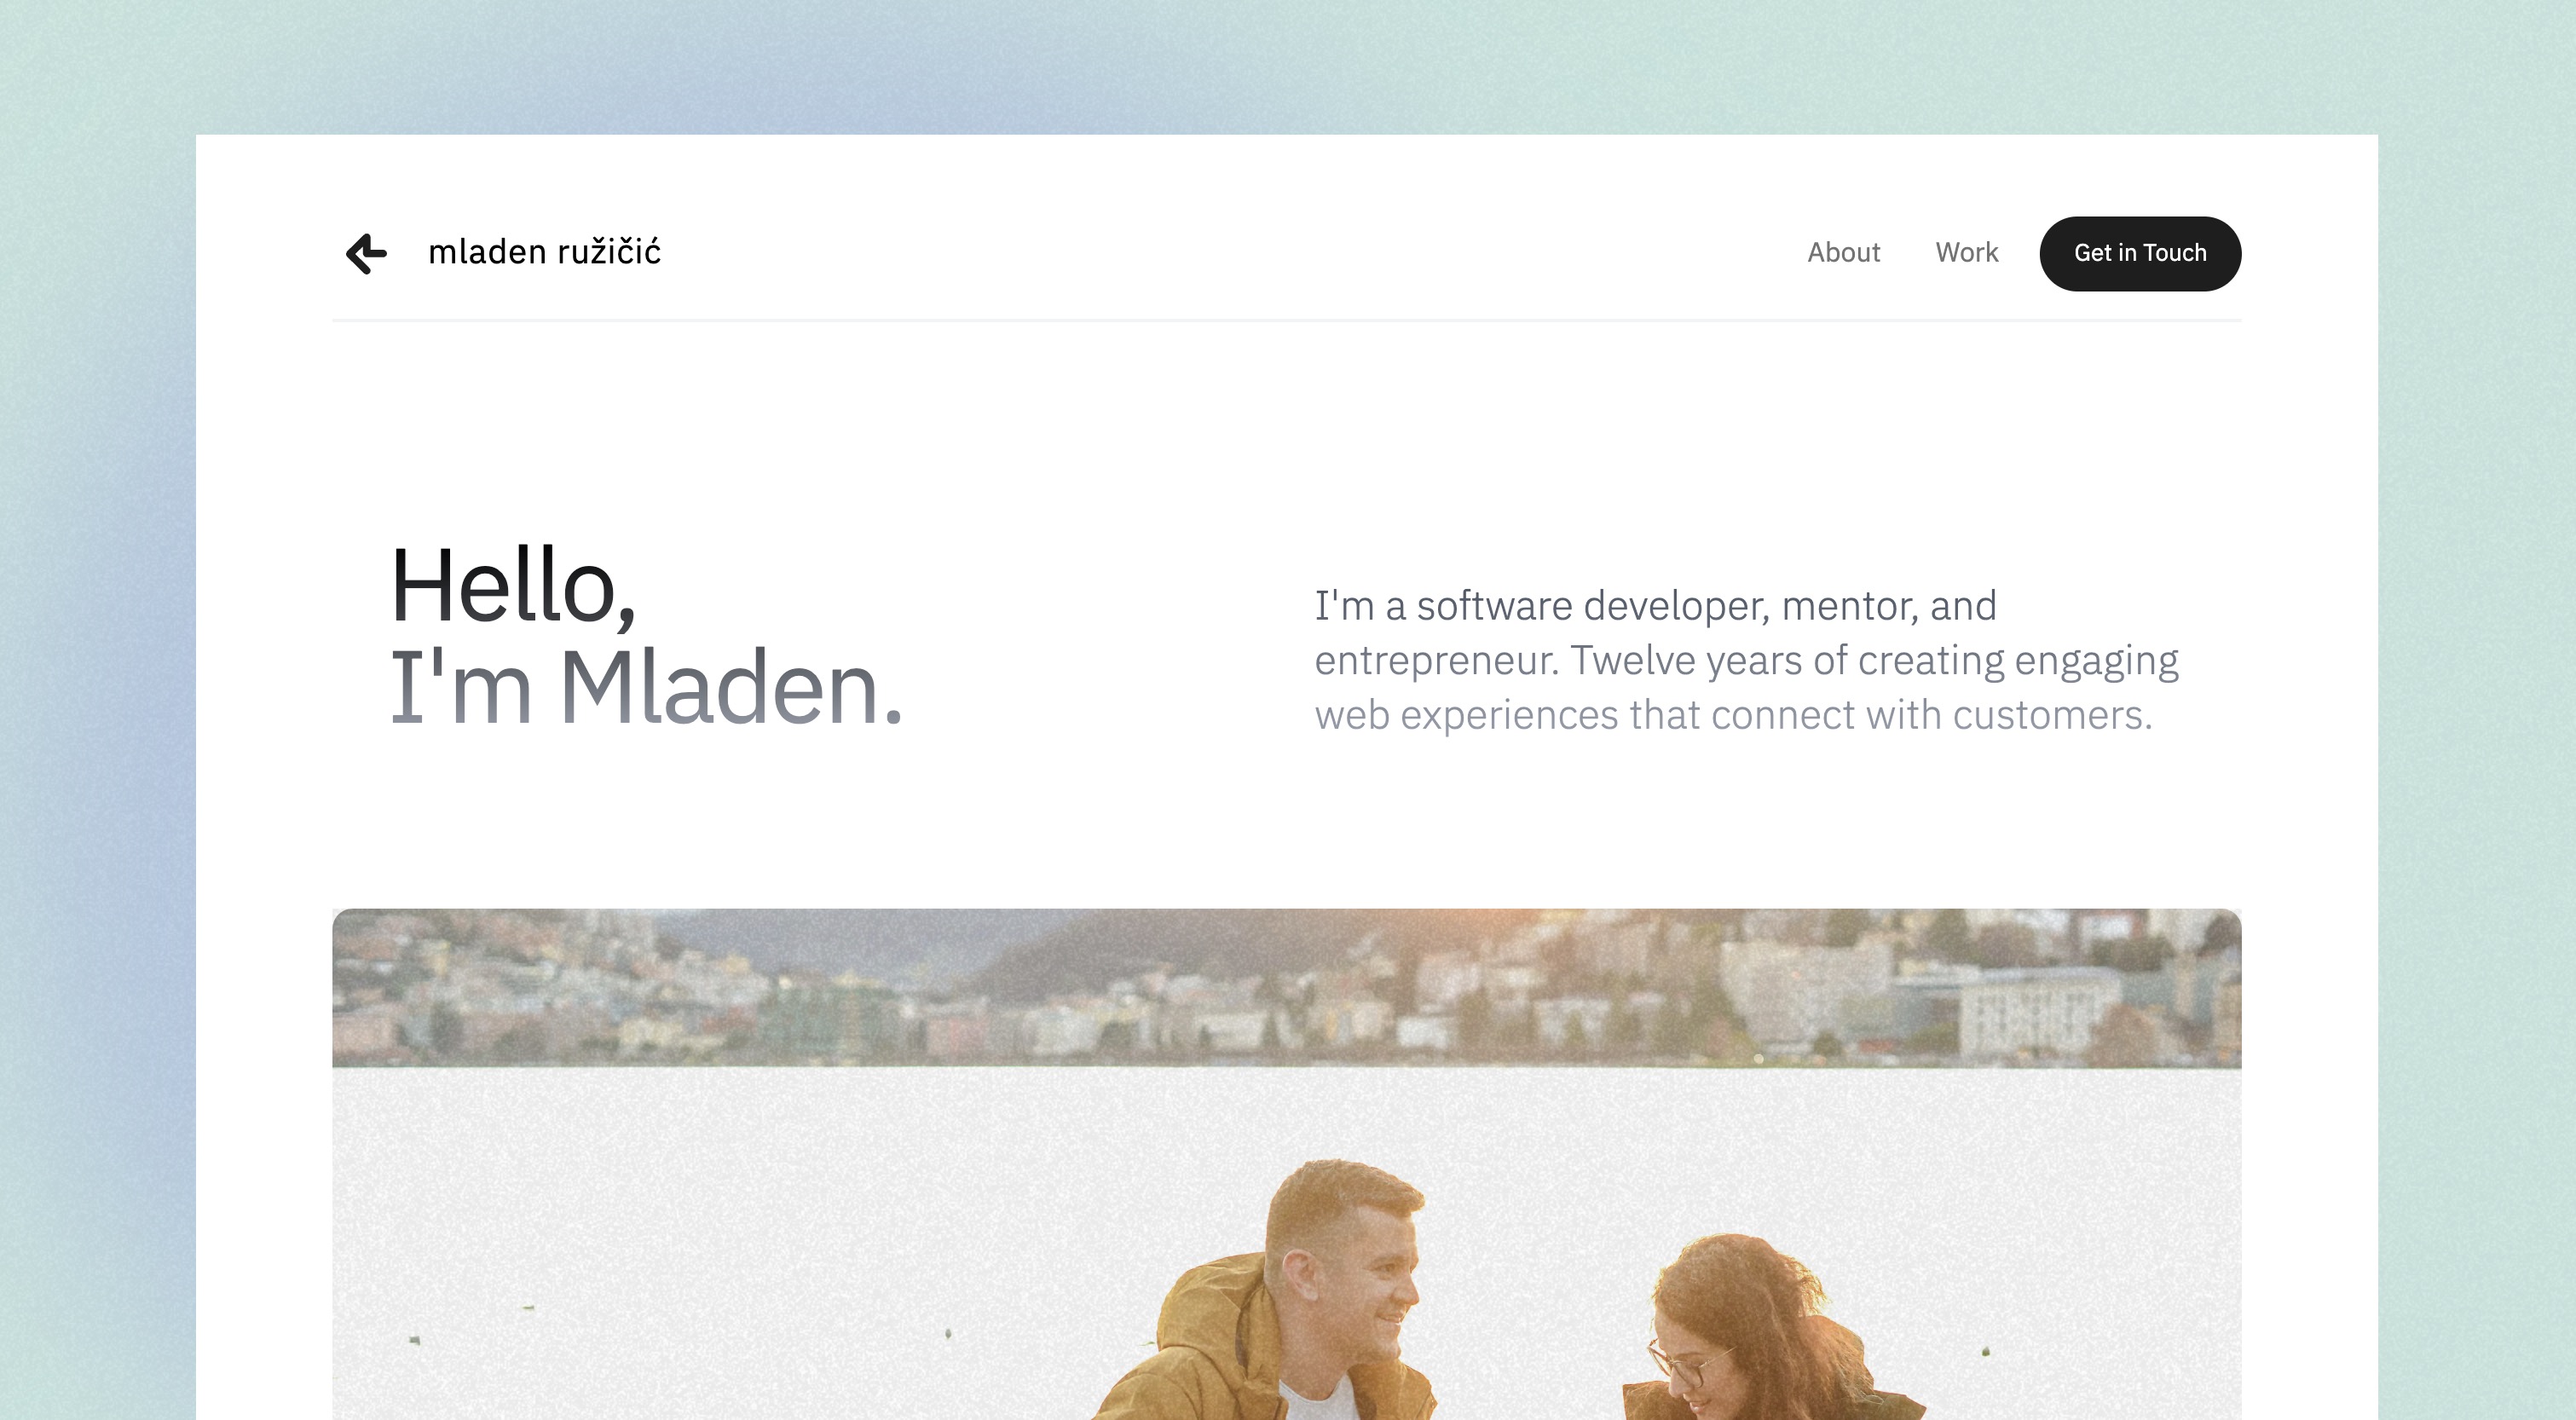 mladen ružičić
About
Work
Get in Touch
Hello,
I'm Mladen.
I'm a software developer, mentor, and
entrepreneur. Twelve years of creating engaging
web experiences that connect with customers.